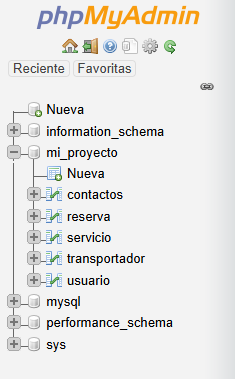 phpMyAdmin
Reciente Favoritas
Nueva
information_schema
mi_proyecto
Nueva
contactos
reserva
servicio
transportador
usuario
mysql
performance_schema
sys